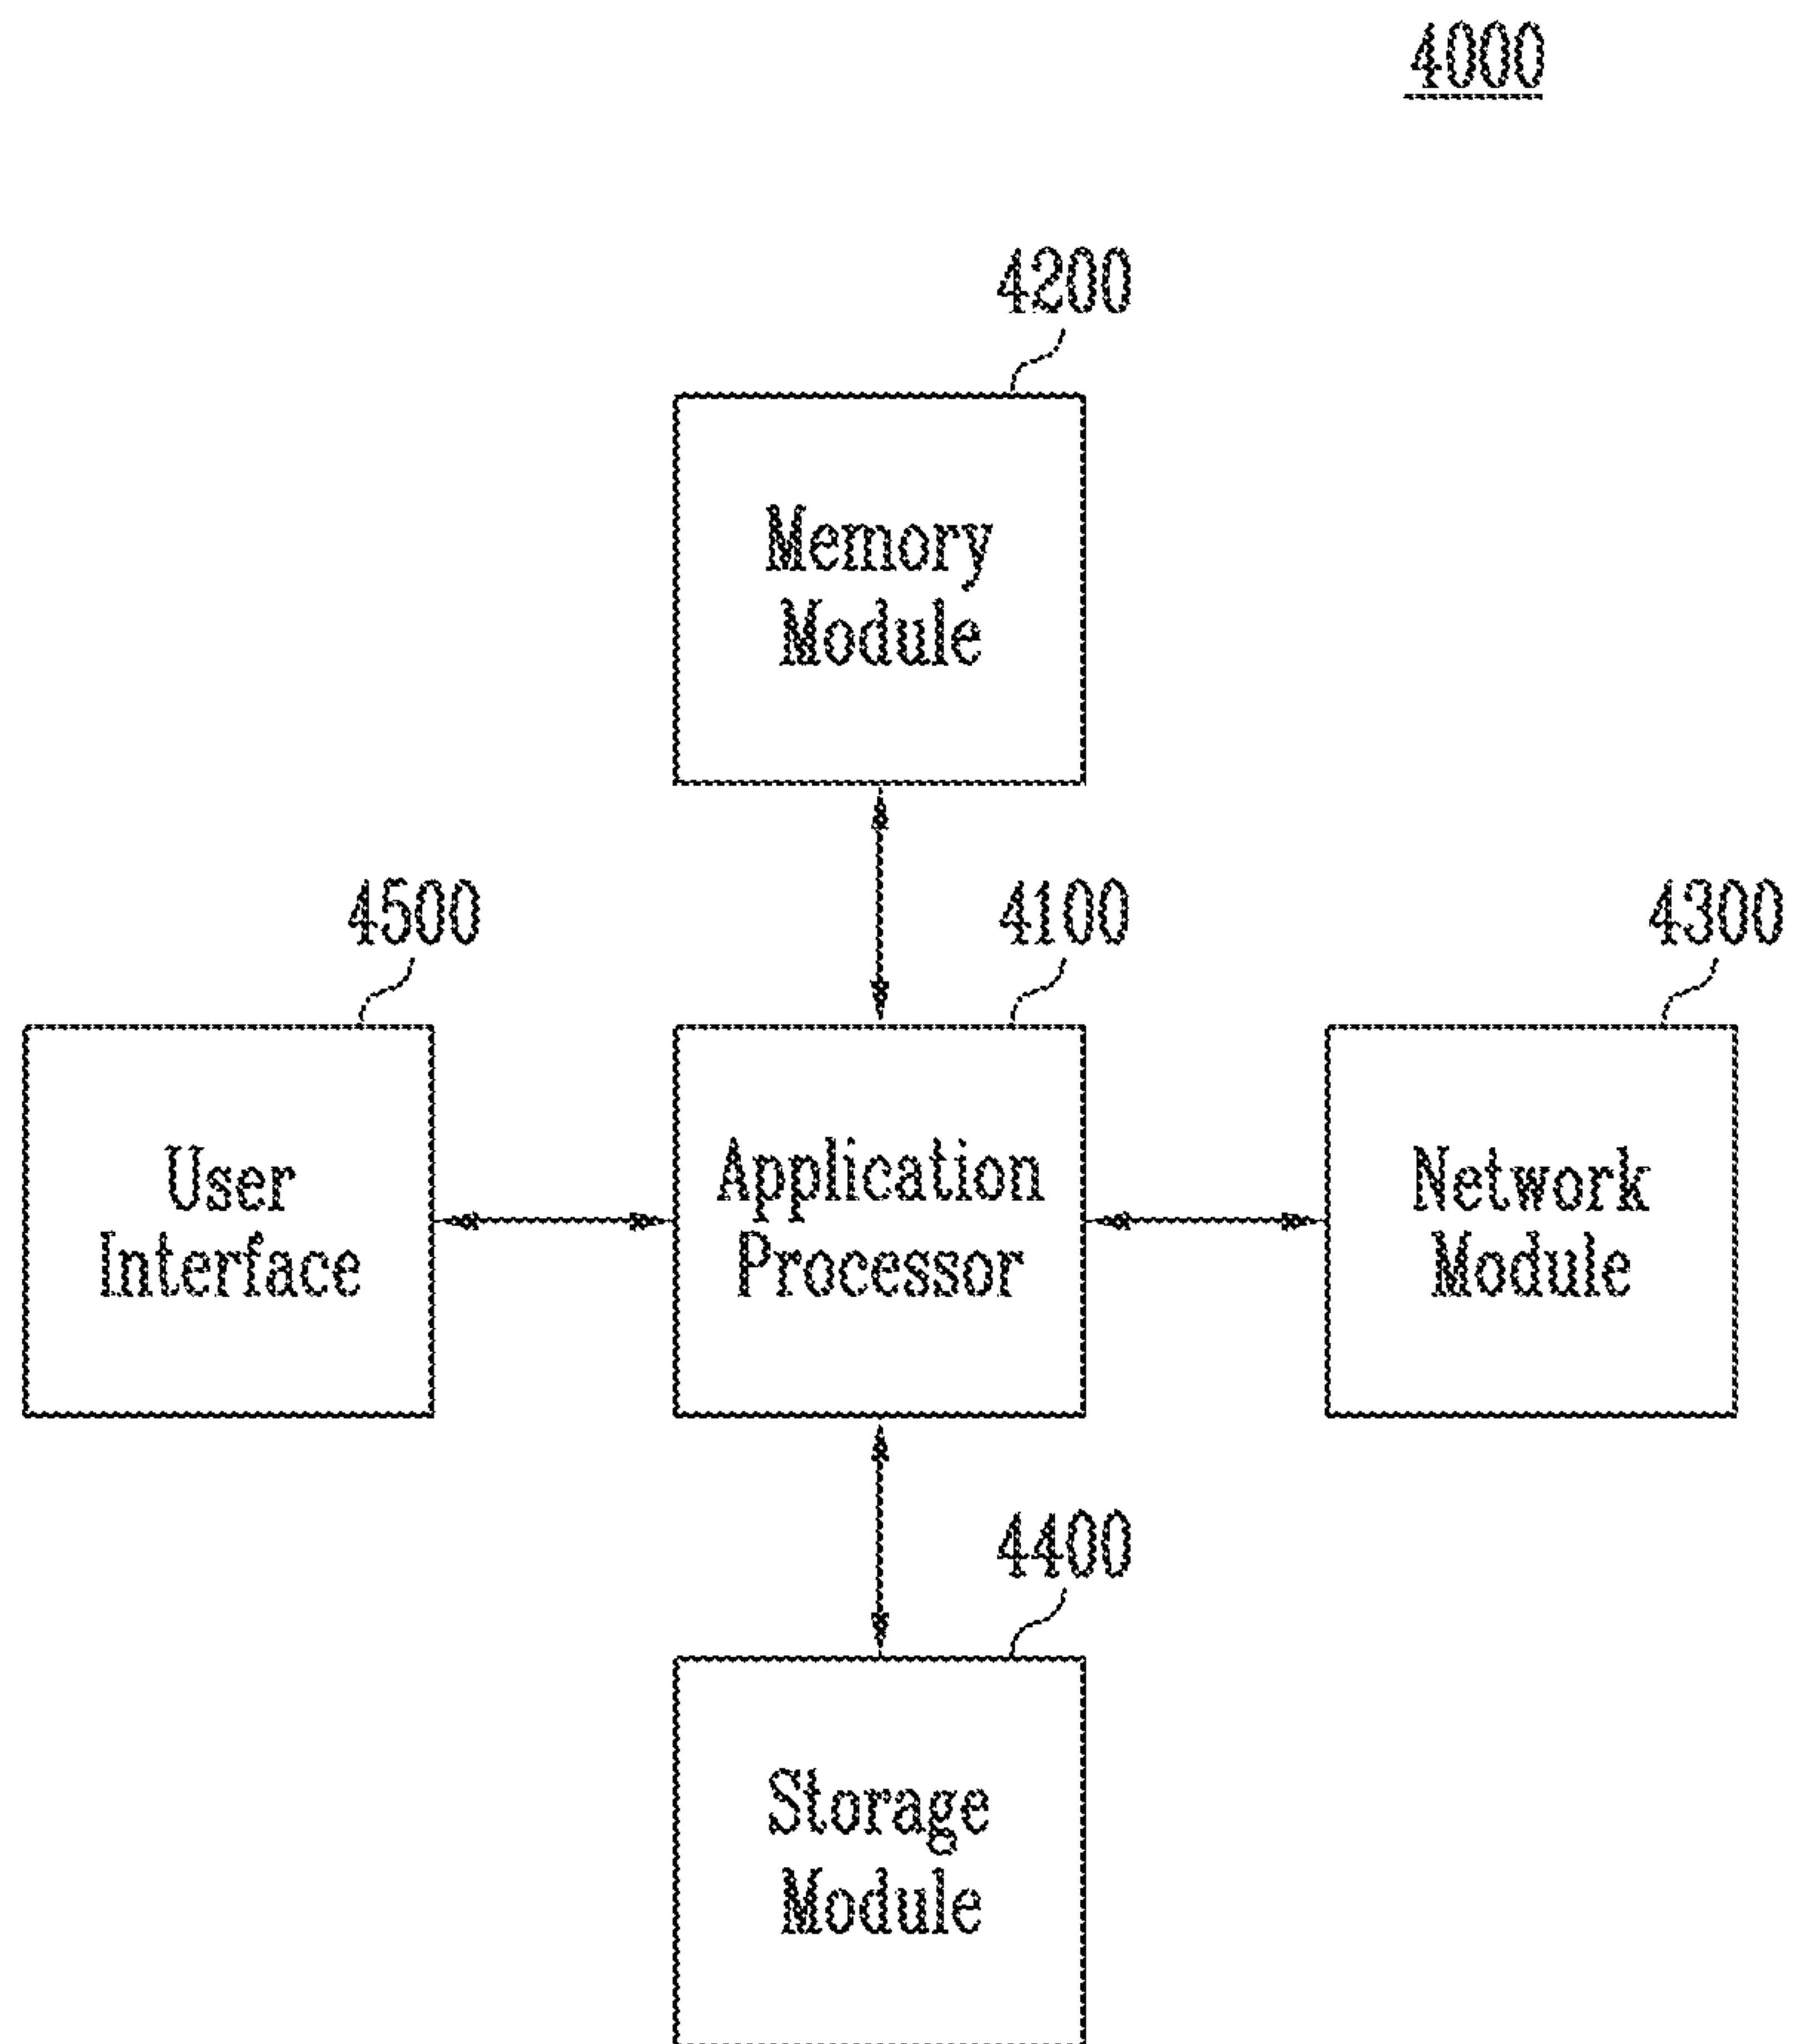 4000
4200
Memory
Module
4500
4100
4300
User
Interface
Application
Processor
Network
Module
4400
Storage
Module